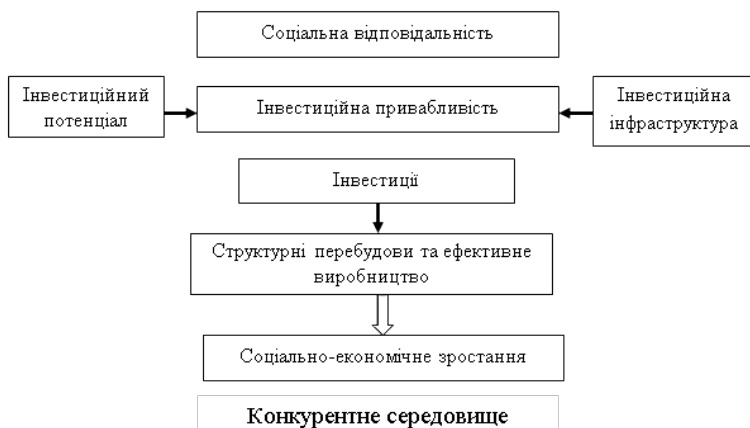 Соціальна відповідальність
Інвестиційний
потенціал
Інвестиційна привабливість
Інвестиційна
інфраструктура
Інвестиції
Структурні перебудови та ефективне
виробництво
Соціально-економічне зростання
Конкурентне середовище